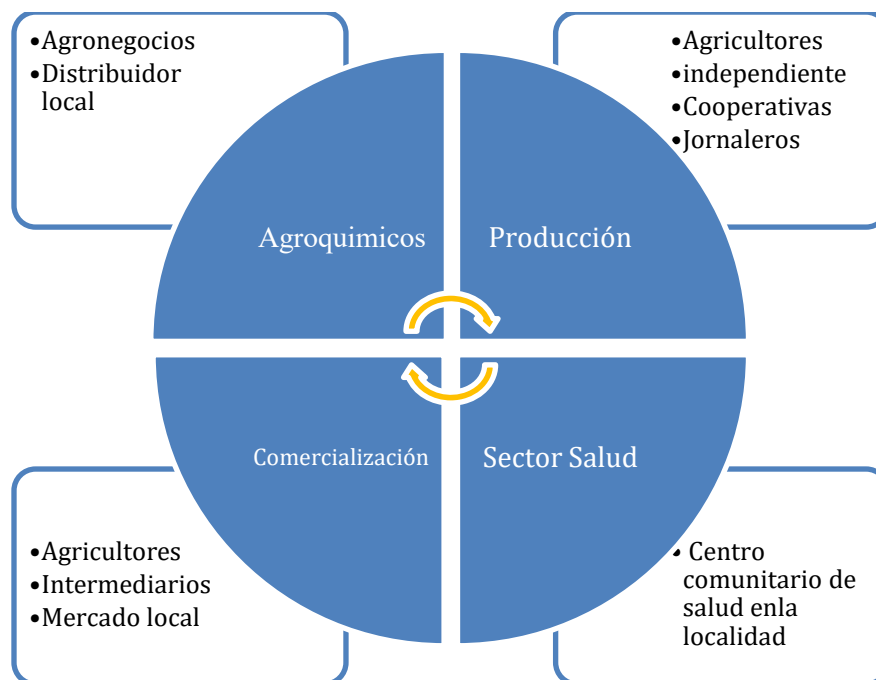 •Agronegocios
•Distribuidor
local
•Agricultores
•independiente
•Cooperativas
•Jornaleros
Agroquimicos
Producción
Comercialización
Sector Salud
•Agricultores
•Intermediarios
•Mercado local
• Centro
comunitario de
salud enla
localidad